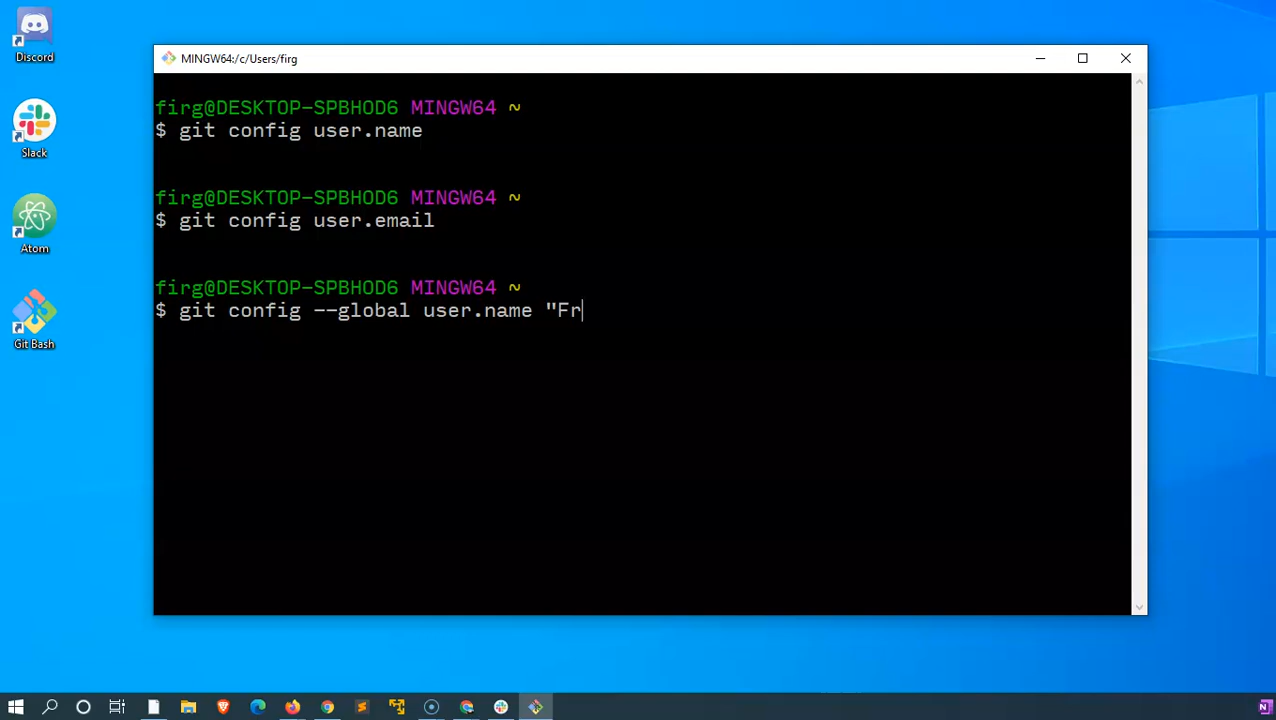 Discord
Slack
Atom
Git Bash
MINGW64:/c/Users/firg
firg@DESKTOP-SPBHOD6 MINGW64 ~
$ git config user.name
firg@DESKTOP-SPBHOD6 MINGW64 ~
$ git config user.email
firg@DESKTOP-SPBHOD6 MINGW64 ~
$ git config --global user.name "Fr